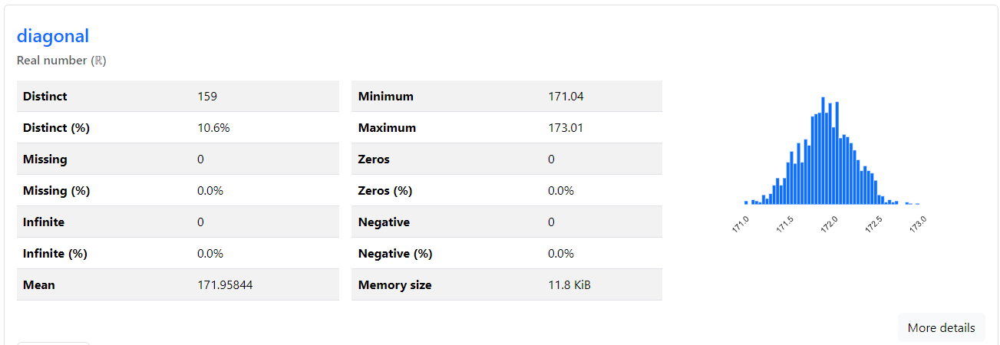 diagonal
Real number (ℝ)
Distinct 159
Distinct (%) 10.6%
Missing 0
Missing (%) 0.0%
Infinite 0
Infinite (%) 0.0%
Mean 171.95844
Minimum 171.04
Maximum 173.01
Zeros 0
Zeros (%) 0.0%
Negative 0
Negative (%) 0.0%
Memory size 11.8 KiB
171.0 171.5 172.0 172.5 173.0
More details